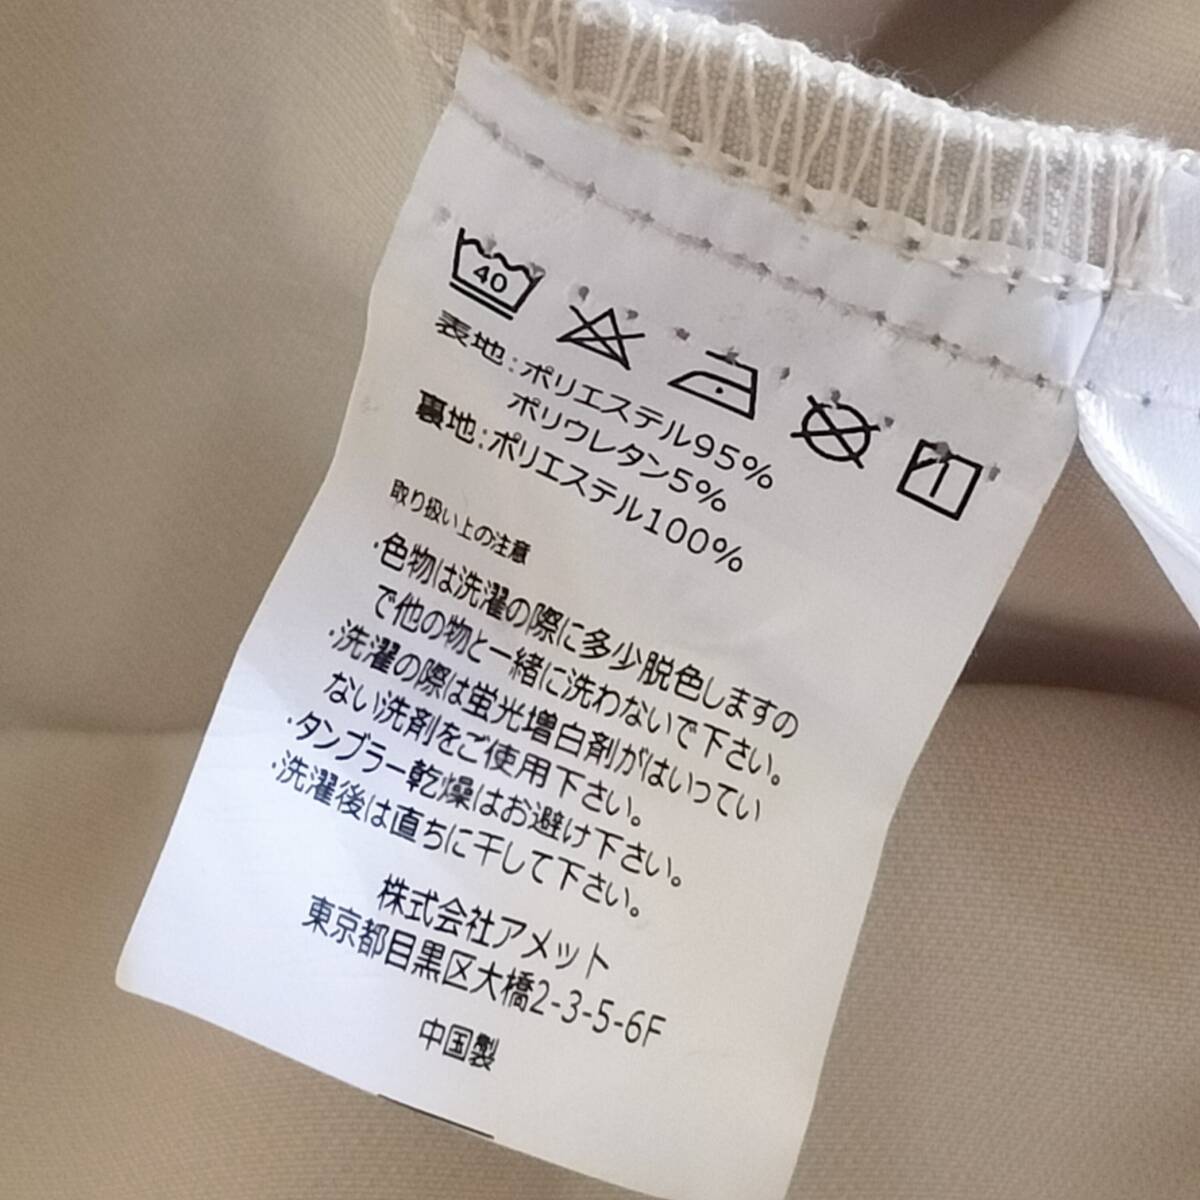 40
表地:ポリエステル95%
ポリウレタン5%
裏地:ポリエステル100%
取り扱い上の注意
・色物は洗濯の際に多少脱色しますの
で他の物と一緒に洗わないで下さい。
・洗濯の際は蛍光増白剤がはいってい
ない洗剤をご使用下さい。
・タンブラー乾燥はお避け下さい。
・洗濯後は直ちに干して下さい。
株式会社アメット
東京都目黒区大橋2-3-5-6F
中国製